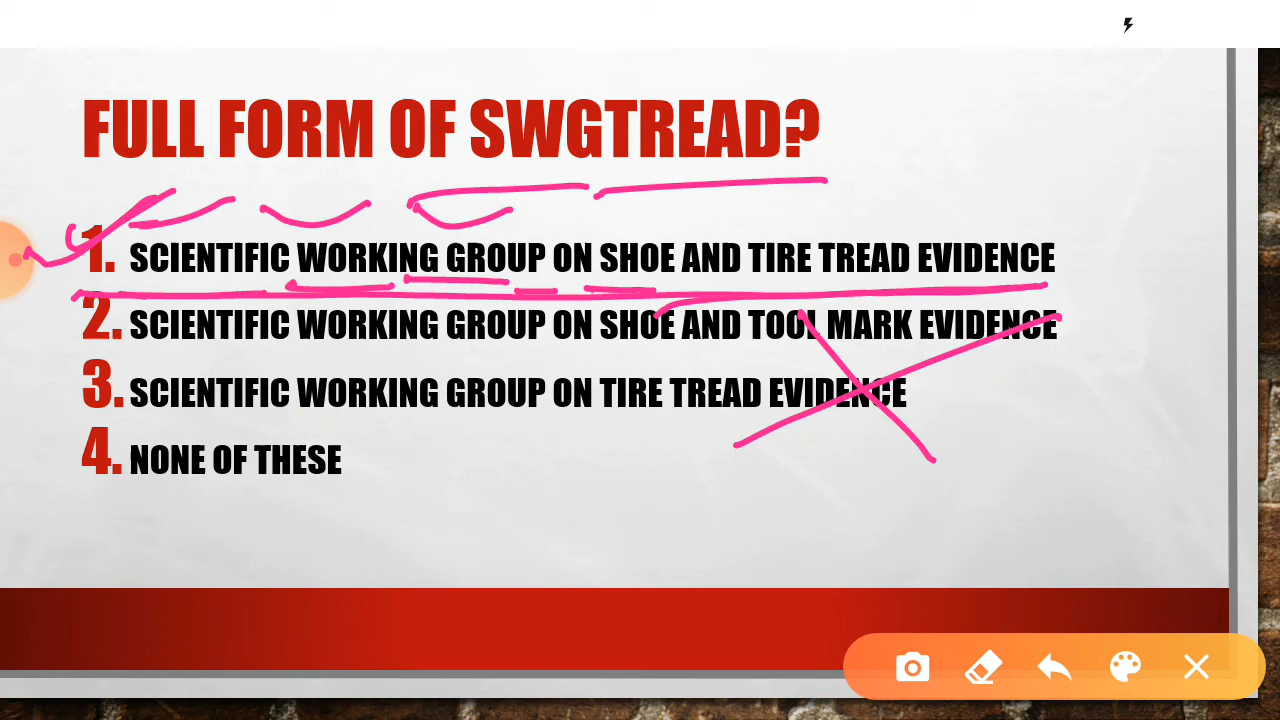 FULL FORM OF SWGTREAD?
1. SCIENTIFIC WORKING GROUP ON SHOE AND TIRE TREAD EVIDENCE
2. SCIENTIFIC WORKING GROUP ON SHOE AND TOOL MARK EVIDENCE
3. SCIENTIFIC WORKING GROUP ON TIRE TREAD EVIDENCE
4. NONE OF THESE